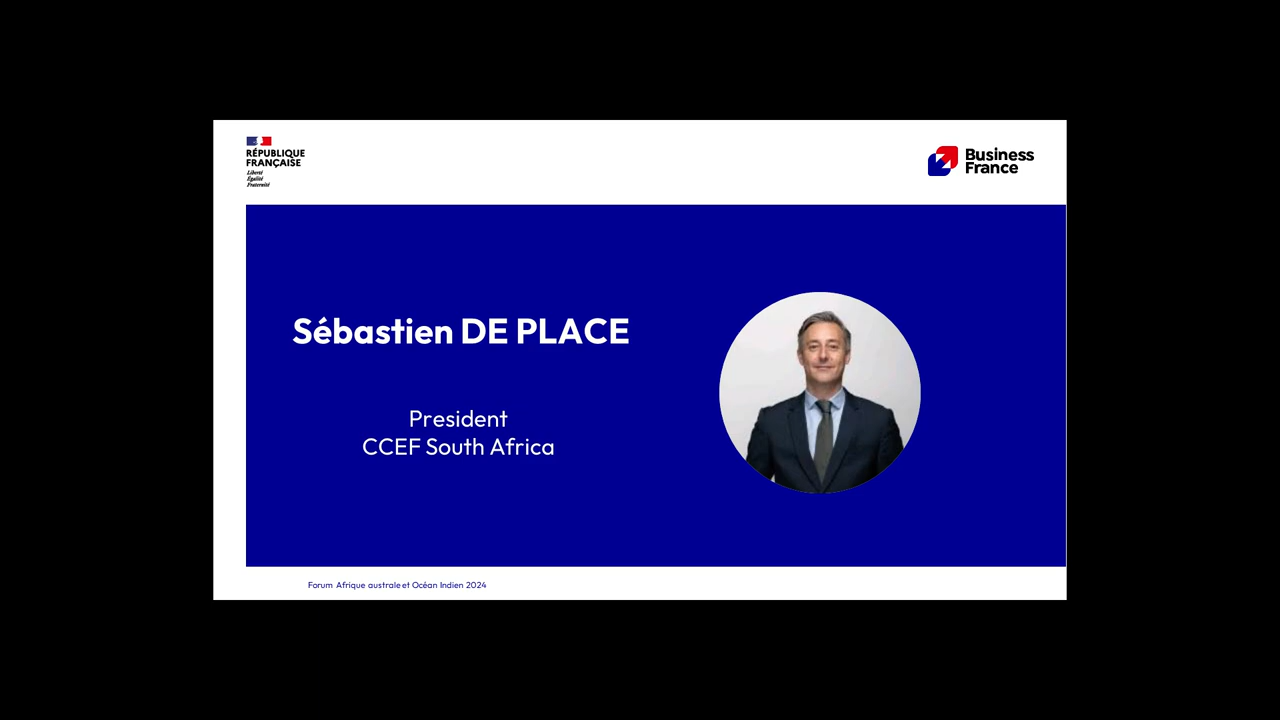 RÉPUBLIQUE
FRANÇAISE
Liberté
Égalité
Fraternité
Business
France
Sébastien DE PLACE
President
CCEF South Africa
Forum Afrique australe et Océan Indien 2024